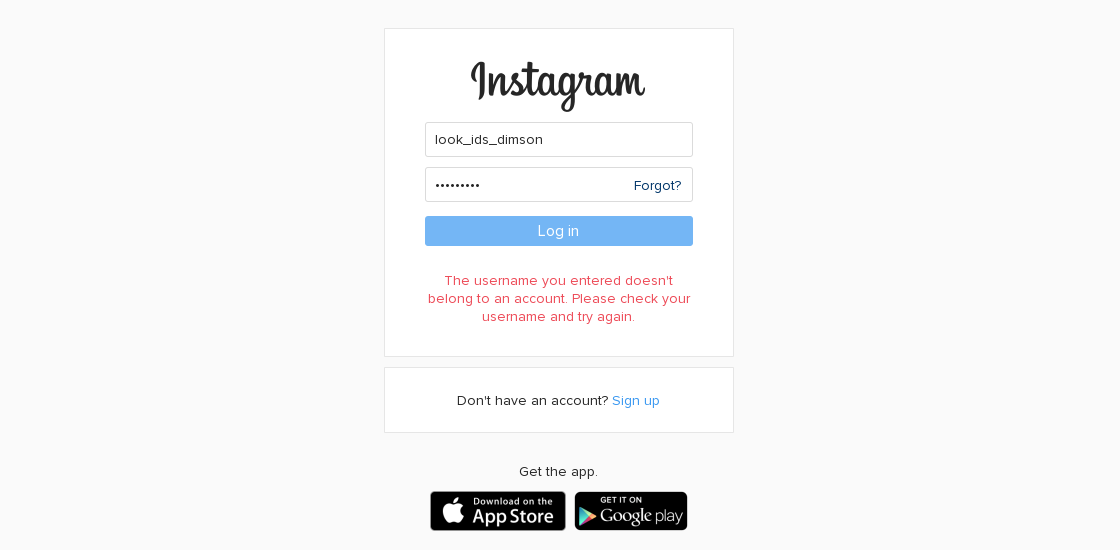 Instagram
look_ids_dimson
••••••••• Forgot?
Log in
The username you entered doesn't
belong to an account. Please check your
username and try again.
Don't have an account? Sign up
Get the app.
Download on the
App Store
GET IT ON
Google play